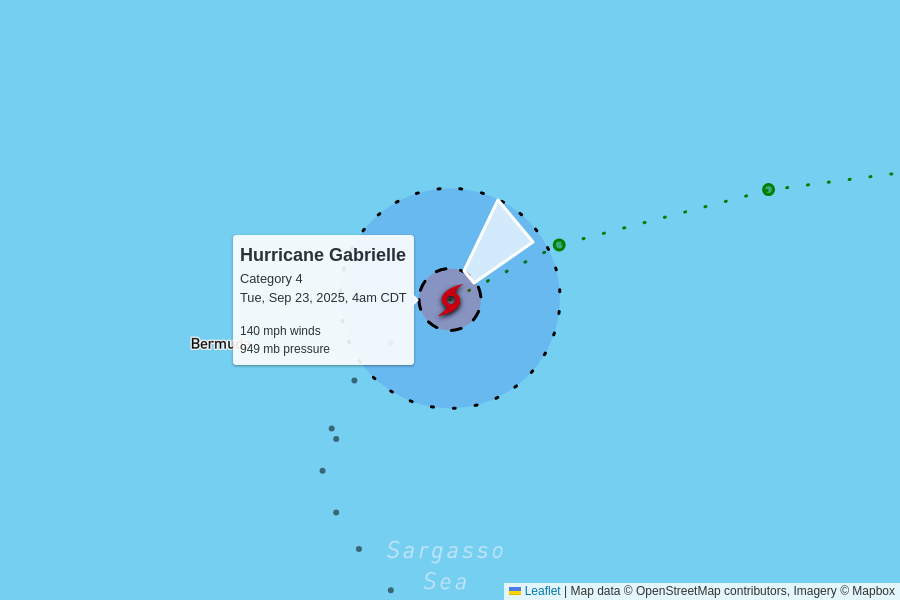 Hurricane Gabrielle
Category 4
Tue, Sep 23, 2025, 4am CDT
140 mph winds
949 mb pressure
Sargasso
Sea
Leaflet | Map data © OpenStreetMap contributors, Imagery © Mapbox